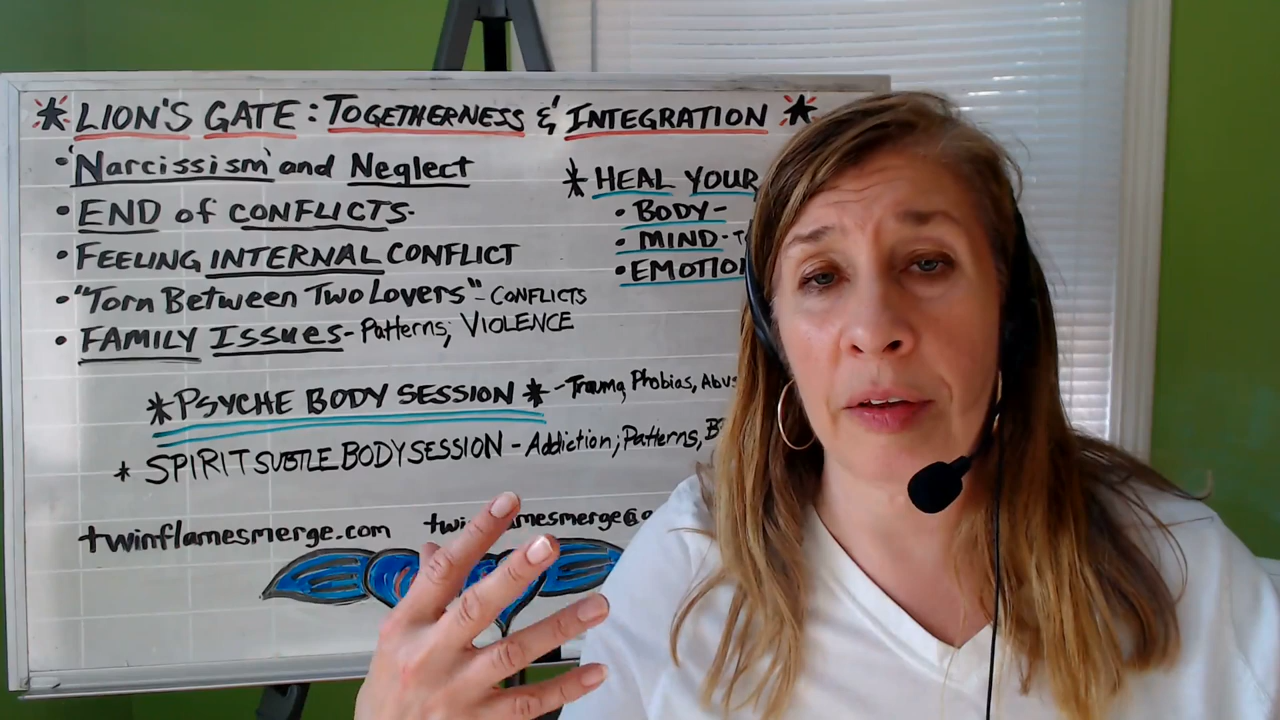 ★ LION'S GATE: TOGETHERNESS & INTEGRATION ★
• 'Narcissism' and Neglect
• END of CONFLICTS-
• FEELING INTERNAL CONFLICT
• "Torn Between Two Lovers" - CONFLICTS
• FAMILY ISSUES - Patterns, VIOLENCE
* HEAL YOUR
• BODY -
• MIND -
• EMOTIO
*PSYCHE BODY SESSION* - Trauma, Phobias, Abus
* SPIRIT SUBTLE BODY SESSION - Addiction, Patterns,
twinflamesmerge.com